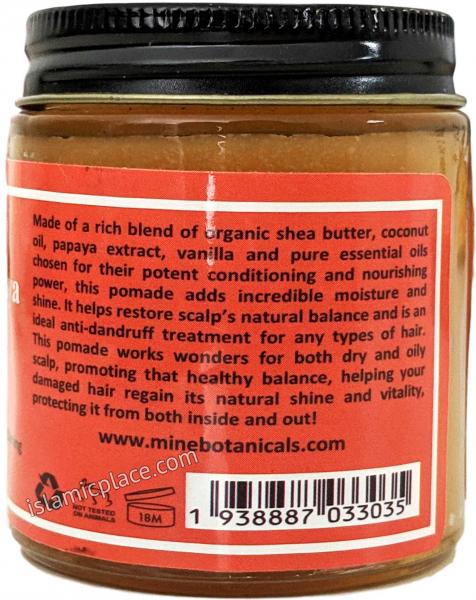 Made of a rich blend of organic shea butter, coconut
oil, papaya extract, vanilla and pure essential oils
chosen for their potent conditioning and nourishing
power, this pomade adds incredible moisture and
shine. It helps restore scalp's natural balance and is an
ideal anti-dandruff treatment for any types of hair.
This pomade works wonders for both dry and oily
scalp, promoting that healthy balance, helping your
damaged hair regain its natural shine and vitality,
protecting it from both inside and out!
www.minebotanicals.com
islamicplace.com
NOT TESTED
ON ANIMALS
18M
1 938887 033035